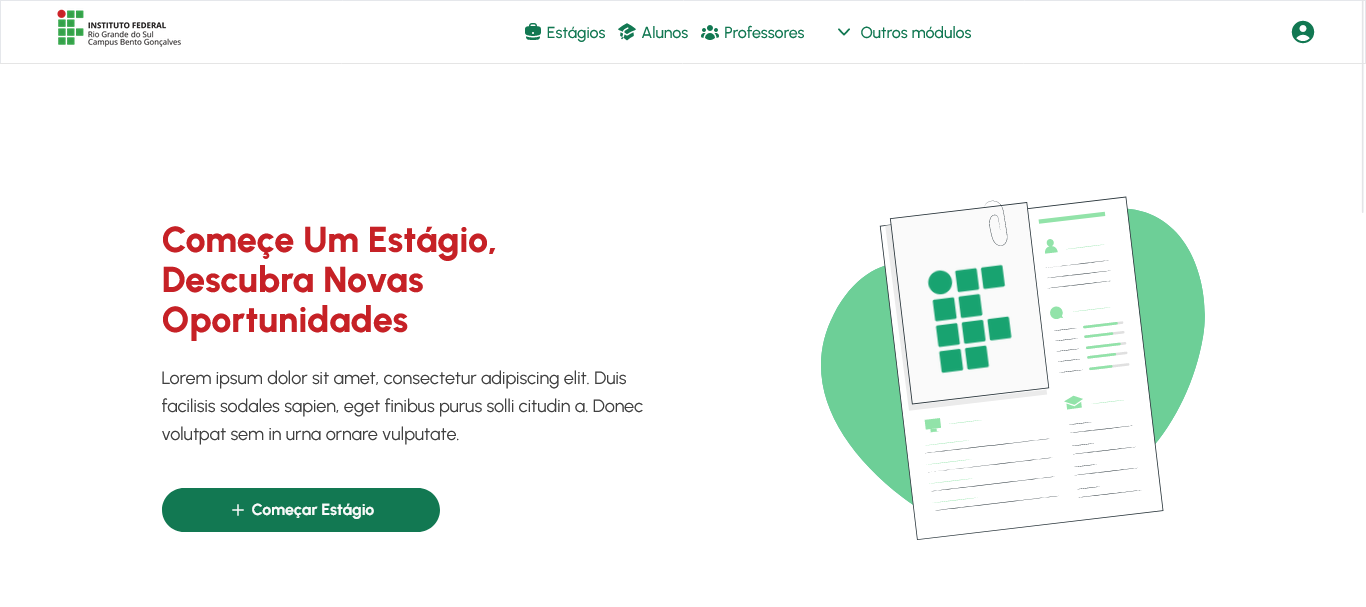 INSTITUTO FEDERAL
Rio Grande do Sul
Campus Bento Gonçalves
Estágios
Alunos
Professores
Outros módulos
Começe Um Estágio,
Descubra Novas
Oportunidades
Lorem ipsum dolor sit amet, consectetur adipiscing elit. Duis
facilisis sodales sapien, eget finibus purus solli citudin a. Donec
volutpat sem in urna ornare vulputate.
+ Começar Estágio